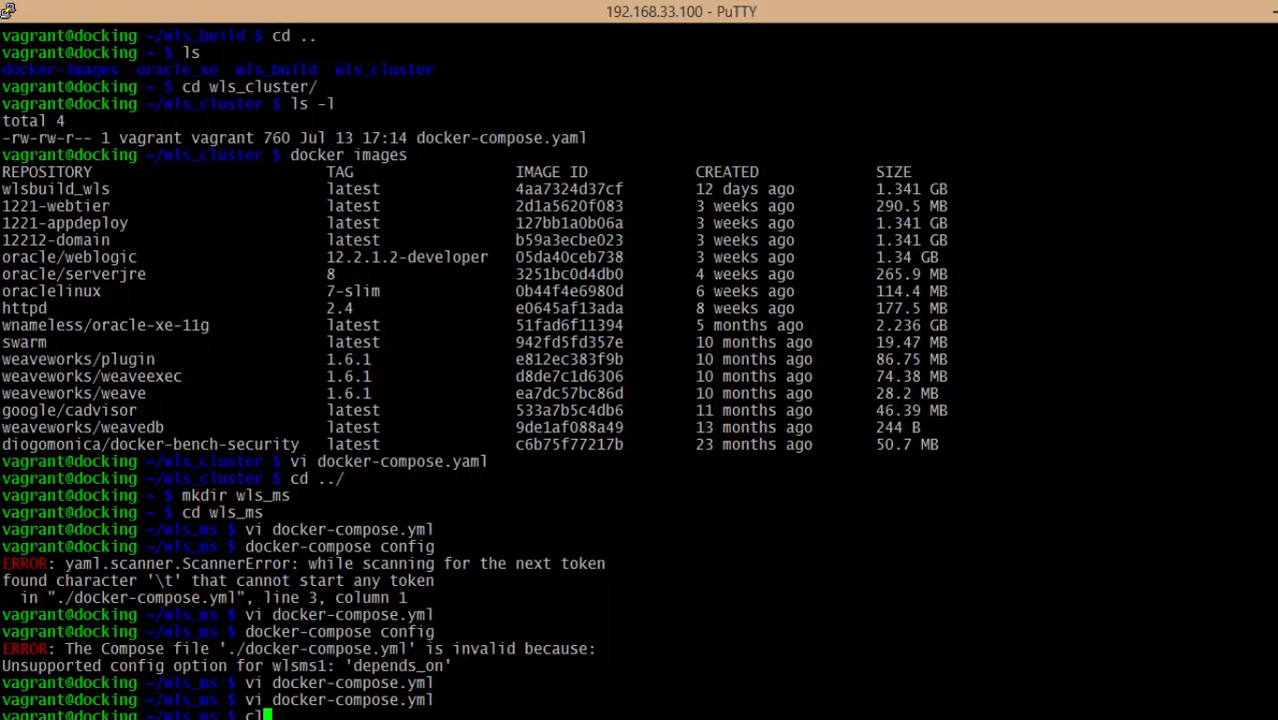 192.168.33.100 - PuTTY
vagrant@docking ~/wls_build $ cd ..
vagrant@docking ~ $ ls
docker-images oracle_xe wls_build wls_cluster
vagrant@docking ~ $ cd wls_cluster/
vagrant@docking ~/wls_cluster $ ls -l
total 4
-rw-rw-r-- 1 vagrant vagrant 760 Jul 13 17:14 docker-compose.yaml
vagrant@docking ~/wls_cluster $ docker images
REPOSITORY TAG IMAGE ID CREATED SIZE
wlsbuild_wls latest 4aa7324d37cf 12 days ago 1.341 GB
1221-webtier latest 2d1a5620f083 3 weeks ago 290.5 MB
1221-appdeploy latest 127bb1a0b06a 3 weeks ago 1.341 GB
12212-domain latest b59a3ecbe023 3 weeks ago 1.341 GB
oracle/weblogic 12.2.1.2-developer 05da40ceb738 3 weeks ago 1.34 GB
oracle/serverjre 8 3251bc0d4db0 4 weeks ago 265.9 MB
oraclelinux 7-slim 0b44f4e6980d 6 weeks ago 114.4 MB
httpd 2.4 e0645af13ada 8 weeks ago 177.5 MB
wnameless/oracle-xe-11g latest 51fad6f11394 5 months ago 2.236 GB
swarm latest 942fd5fd357e 10 months ago 19.47 MB
weaveworks/plugin 1.6.1 e812ec383f9b 10 months ago 86.75 MB
weaveworks/weaveexec 1.6.1 d8de7c1d6306 10 months ago 74.38 MB
weaveworks/weave 1.6.1 ea7dc57bc86d 10 months ago 28.2 MB
google/cadvisor latest 533a7b5c4db6 11 months ago 46.39 MB
weaveworks/weavedb latest 9de1af088a49 13 months ago 244 B
diogomonica/docker-bench-security latest c6b75f77217b 23 months ago 50.7 MB
vagrant@docking ~/wls_cluster $ vi docker-compose.yaml
vagrant@docking ~/wls_cluster $ cd ../
vagrant@docking ~ $ mkdir wls_ms
vagrant@docking ~ $ cd wls_ms
vagrant@docking ~/wls_ms $ vi docker-compose.yml
vagrant@docking ~/wls_ms $ docker-compose config
ERROR: yaml.scanner.ScannerError: while scanning for the next token
found character '\t' that cannot start any token
in "./docker-compose.yml", line 3, column 1
vagrant@docking ~/wls_ms $ vi docker-compose.yml
vagrant@docking ~/wls_ms $ docker-compose config
ERROR: The Compose file './docker-compose.yml' is invalid because:
Unsupported config option for wlsms1: 'depends_on'
vagrant@docking ~/wls_ms $ vi docker-compose.yml
vagrant@docking ~/wls_ms $ vi docker-compose.yml
vagrant@docking ~/wls_ms $ cl